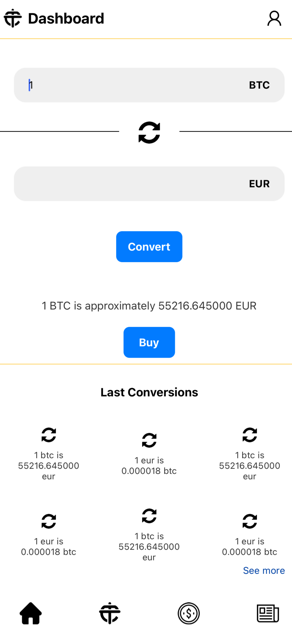 Dashboard
1 BTC
EUR
Convert
1 BTC is approximately 55216.645000 EUR
Buy
Last Conversions
1 btc is
55216.645000
eur
1 eur is
0.000018 btc
1 btc is
55216.645000
eur
1 eur is
0.000018 btc
1 btc is
55216.645000
eur
1 eur is
0.000018 btc
See more